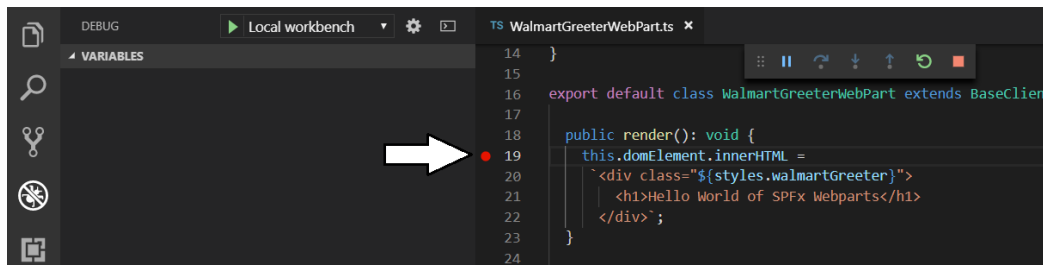 DEBUG
Local workbench
VARIABLES
TS WalmartGreeterWebPart.ts ×
14 }
15
16 export default class WalmartGreeterWebPart extends BaseClien
17
18 public render(): void {
19 this.domElement.innerHTML =
20 `<div class="${styles.walmartGreeter}">
21 <h1>Hello World of SPFx Webparts</h1>
22 </div>`;
23 }
24